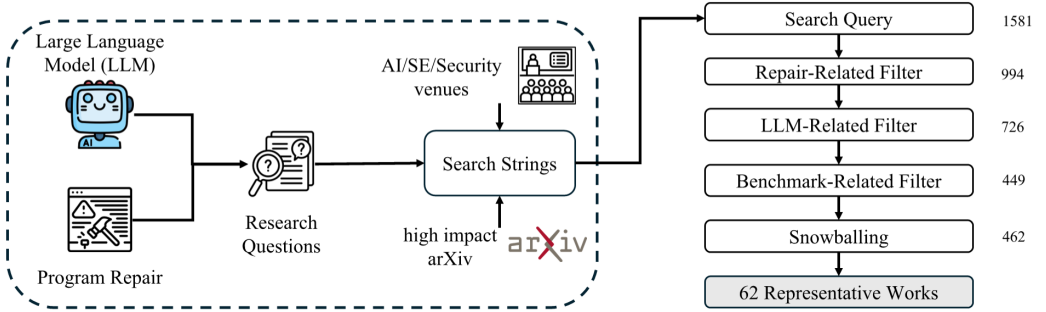 Large Language
Model (LLM)
AI
Program Repair
Research
Questions
AI/SE/Security
venues
Search Strings
high impact
arXiv
arXiv
Search Query
1581
Repair-Related Filter
994
LLM-Related Filter
726
Benchmark-Related Filter
449
Snowballing
462
62 Representative Works